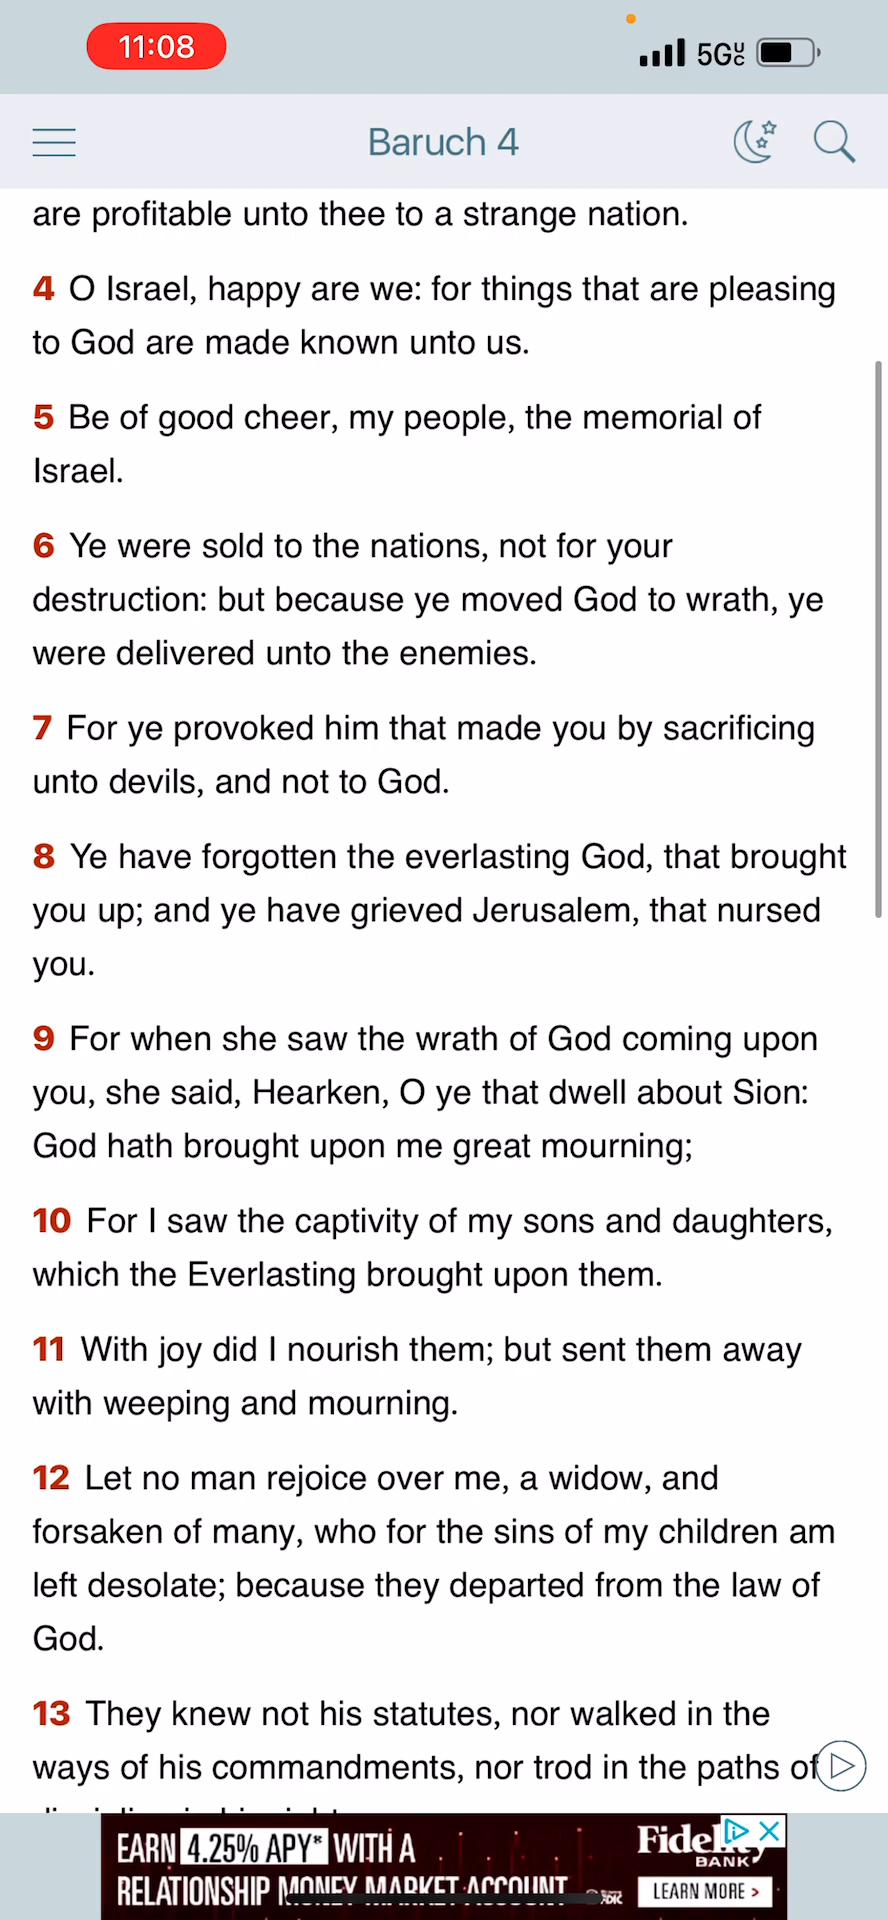 11:08
5G UC
Baruch 4
are profitable unto thee to a strange nation.
4 O Israel, happy are we: for things that are pleasing
to God are made known unto us.
5 Be of good cheer, my people, the memorial of
Israel.
6 Ye were sold to the nations, not for your
destruction: but because ye moved God to wrath, ye
were delivered unto the enemies.
7 For ye provoked him that made you by sacrificing
unto devils, and not to God.
8 Ye have forgotten the everlasting God, that brought
you up; and ye have grieved Jerusalem, that nursed
you.
9 For when she saw the wrath of God coming upon
you, she said, Hearken, O ye that dwell about Sion:
God hath brought upon me great mourning;
10 For I saw the captivity of my sons and daughters,
which the Everlasting brought upon them.
11 With joy did I nourish them; but sent them away
with weeping and mourning.
12 Let no man rejoice over me, a widow, and
forsaken of many, who for the sins of my children am
left desolate; because they departed from the law of
God.
13 They knew not his statutes, nor walked in the
ways of his commandments, nor trod in the paths of
EARN 4.25% APY* WITH A
RELATIONSHIP MONEY MARKET ACCOUNT
Fidelity
BANK
LEARN MORE >